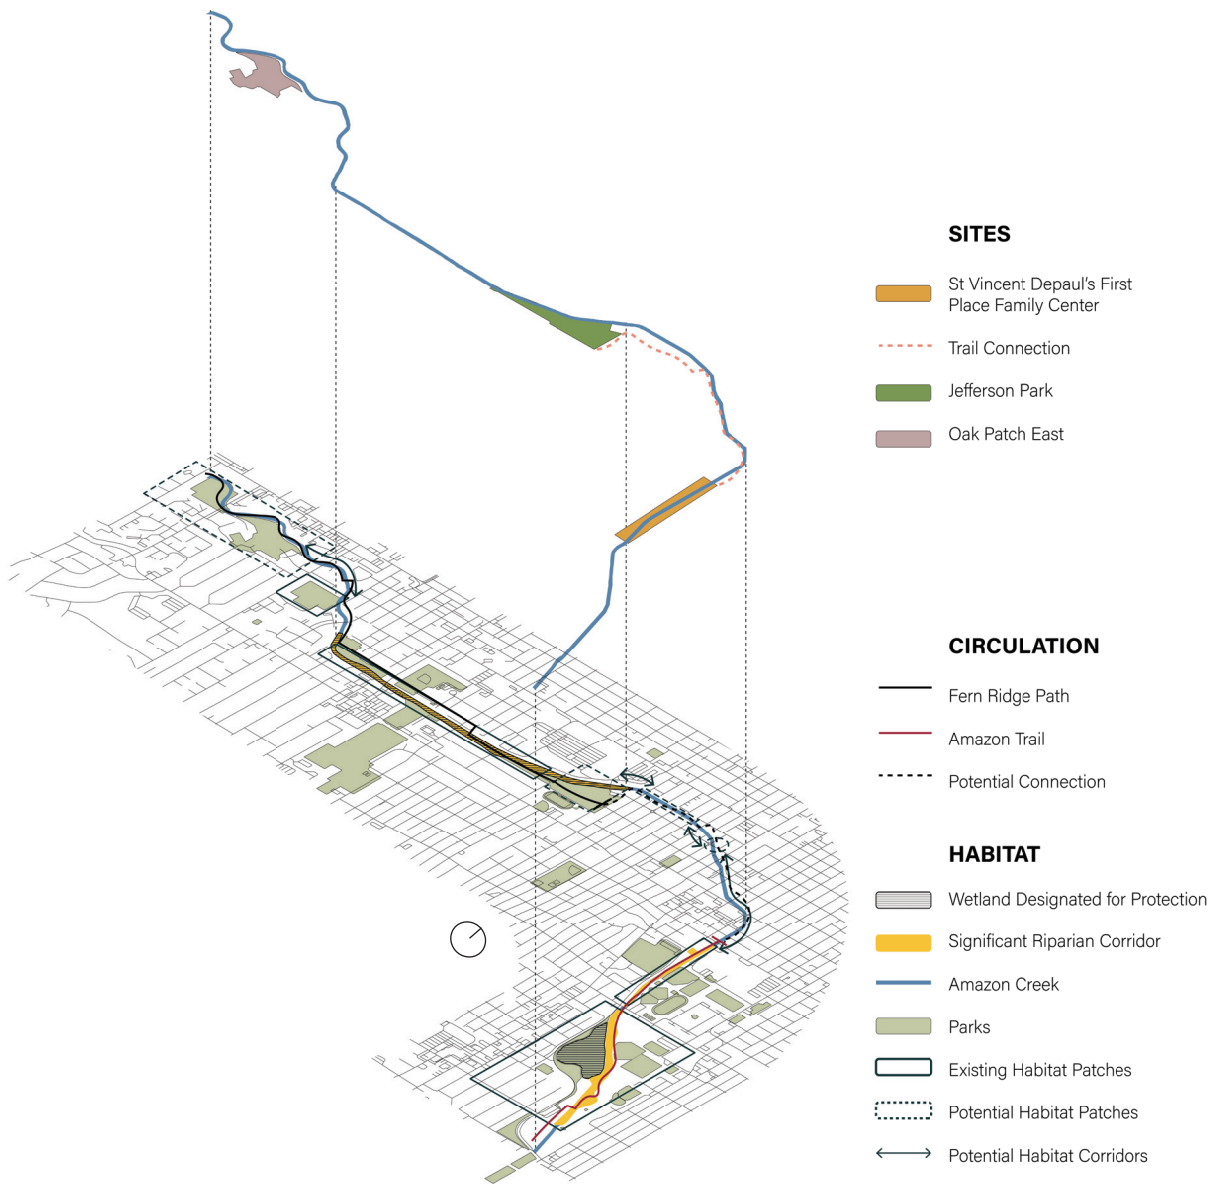 SITES
St Vincent Depaul's First
Place Family Center
Trail Connection
Jefferson Park
Oak Patch East
CIRCULATION
Fern Ridge Path
Amazon Trail
Potential Connection
HABITAT
Wetland Designated for Protection
Significant Riparian Corridor
Amazon Creek
Parks
Existing Habitat Patches
Potential Habitat Patches
Potential Habitat Corridors